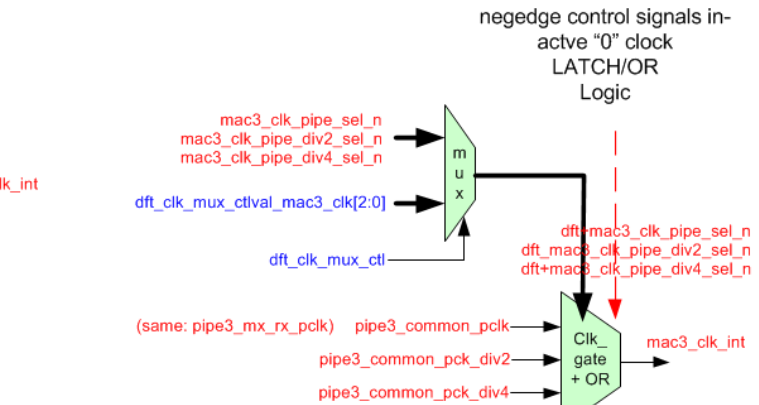 negedge control signals in-
actve “0” clock
LATCH/OR
Logic
mac3_clk_pipe_sel_n
mac3_clk_pipe_div2_sel_n
mac3_clk_pipe_div4_sel_n
m
u
x
lk_int
dft_clk_mux_ctlval_mac3_clk[2:0]
dft_clk_mux_ctl
dft+mac3_clk_pipe_sel_n
dft_mac3_clk_pipe_div2_sel_n
dft+mac3_clk_pipe_div4_sel_n
(same: pipe3_mx_rx_pclk) pipe3_common_pclk
pipe3_common_pck_div2
pipe3_common_pck_div4
Clk_
gate
+ OR
mac3_clk_int